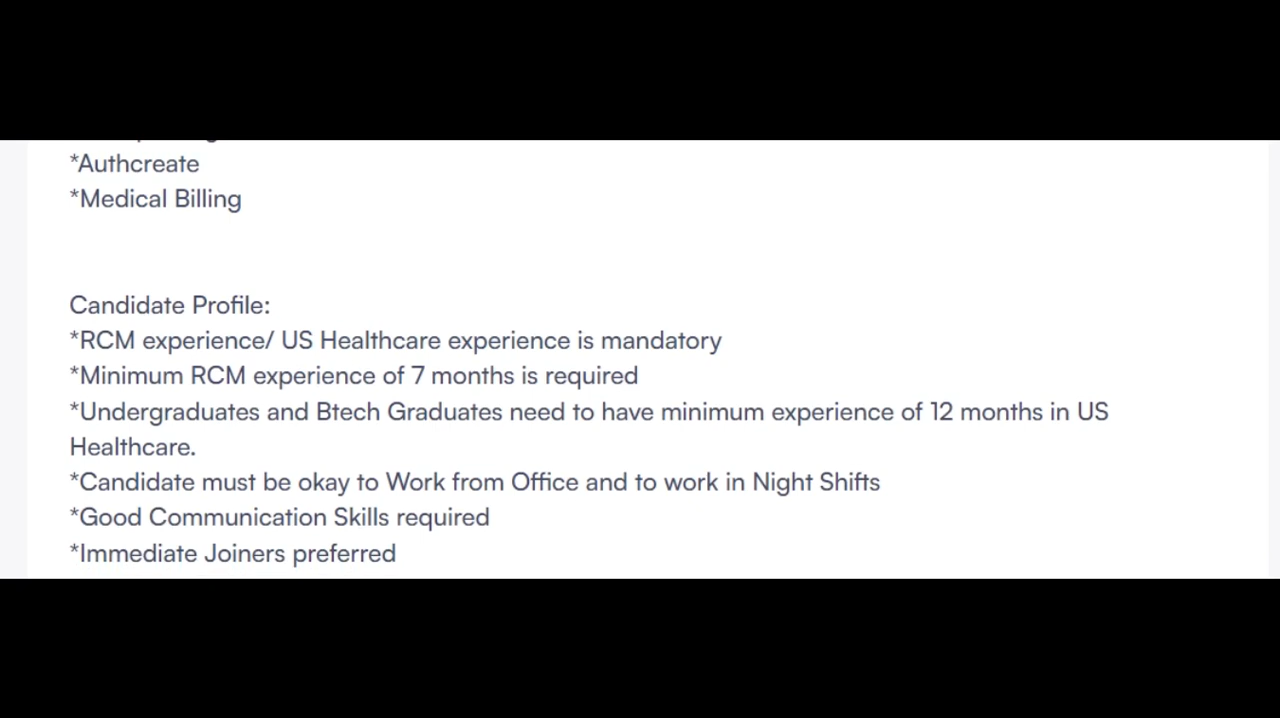 *Authcreate
*Medical Billing
Candidate Profile:
*RCM experience/ US Healthcare experience is mandatory
*Minimum RCM experience of 7 months is required
*Undergraduates and Btech Graduates need to have minimum experience of 12 months in US
Healthcare.
*Candidate must be okay to Work from Office and to work in Night Shifts
*Good Communication Skills required
*Immediate Joiners preferred